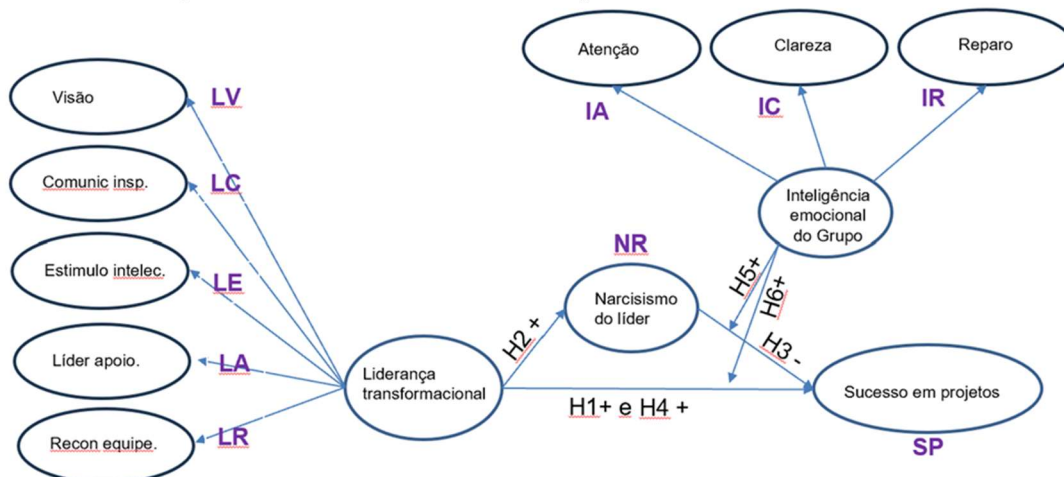 Atenção
Clareza
Reparo
IA
IC
IR
Visão
LV
Comunic insp.
LC
Estimulo intelec.
LE
Líder apoio.
LA
Recon equipe.
LR
Liderança
transformacional
H2 +
NR
Narcisismo
do líder
Inteligência
emocional
do Grupo
H5+
H6+
H3 -
H1+ e H4 +
Sucesso em projetos
SP